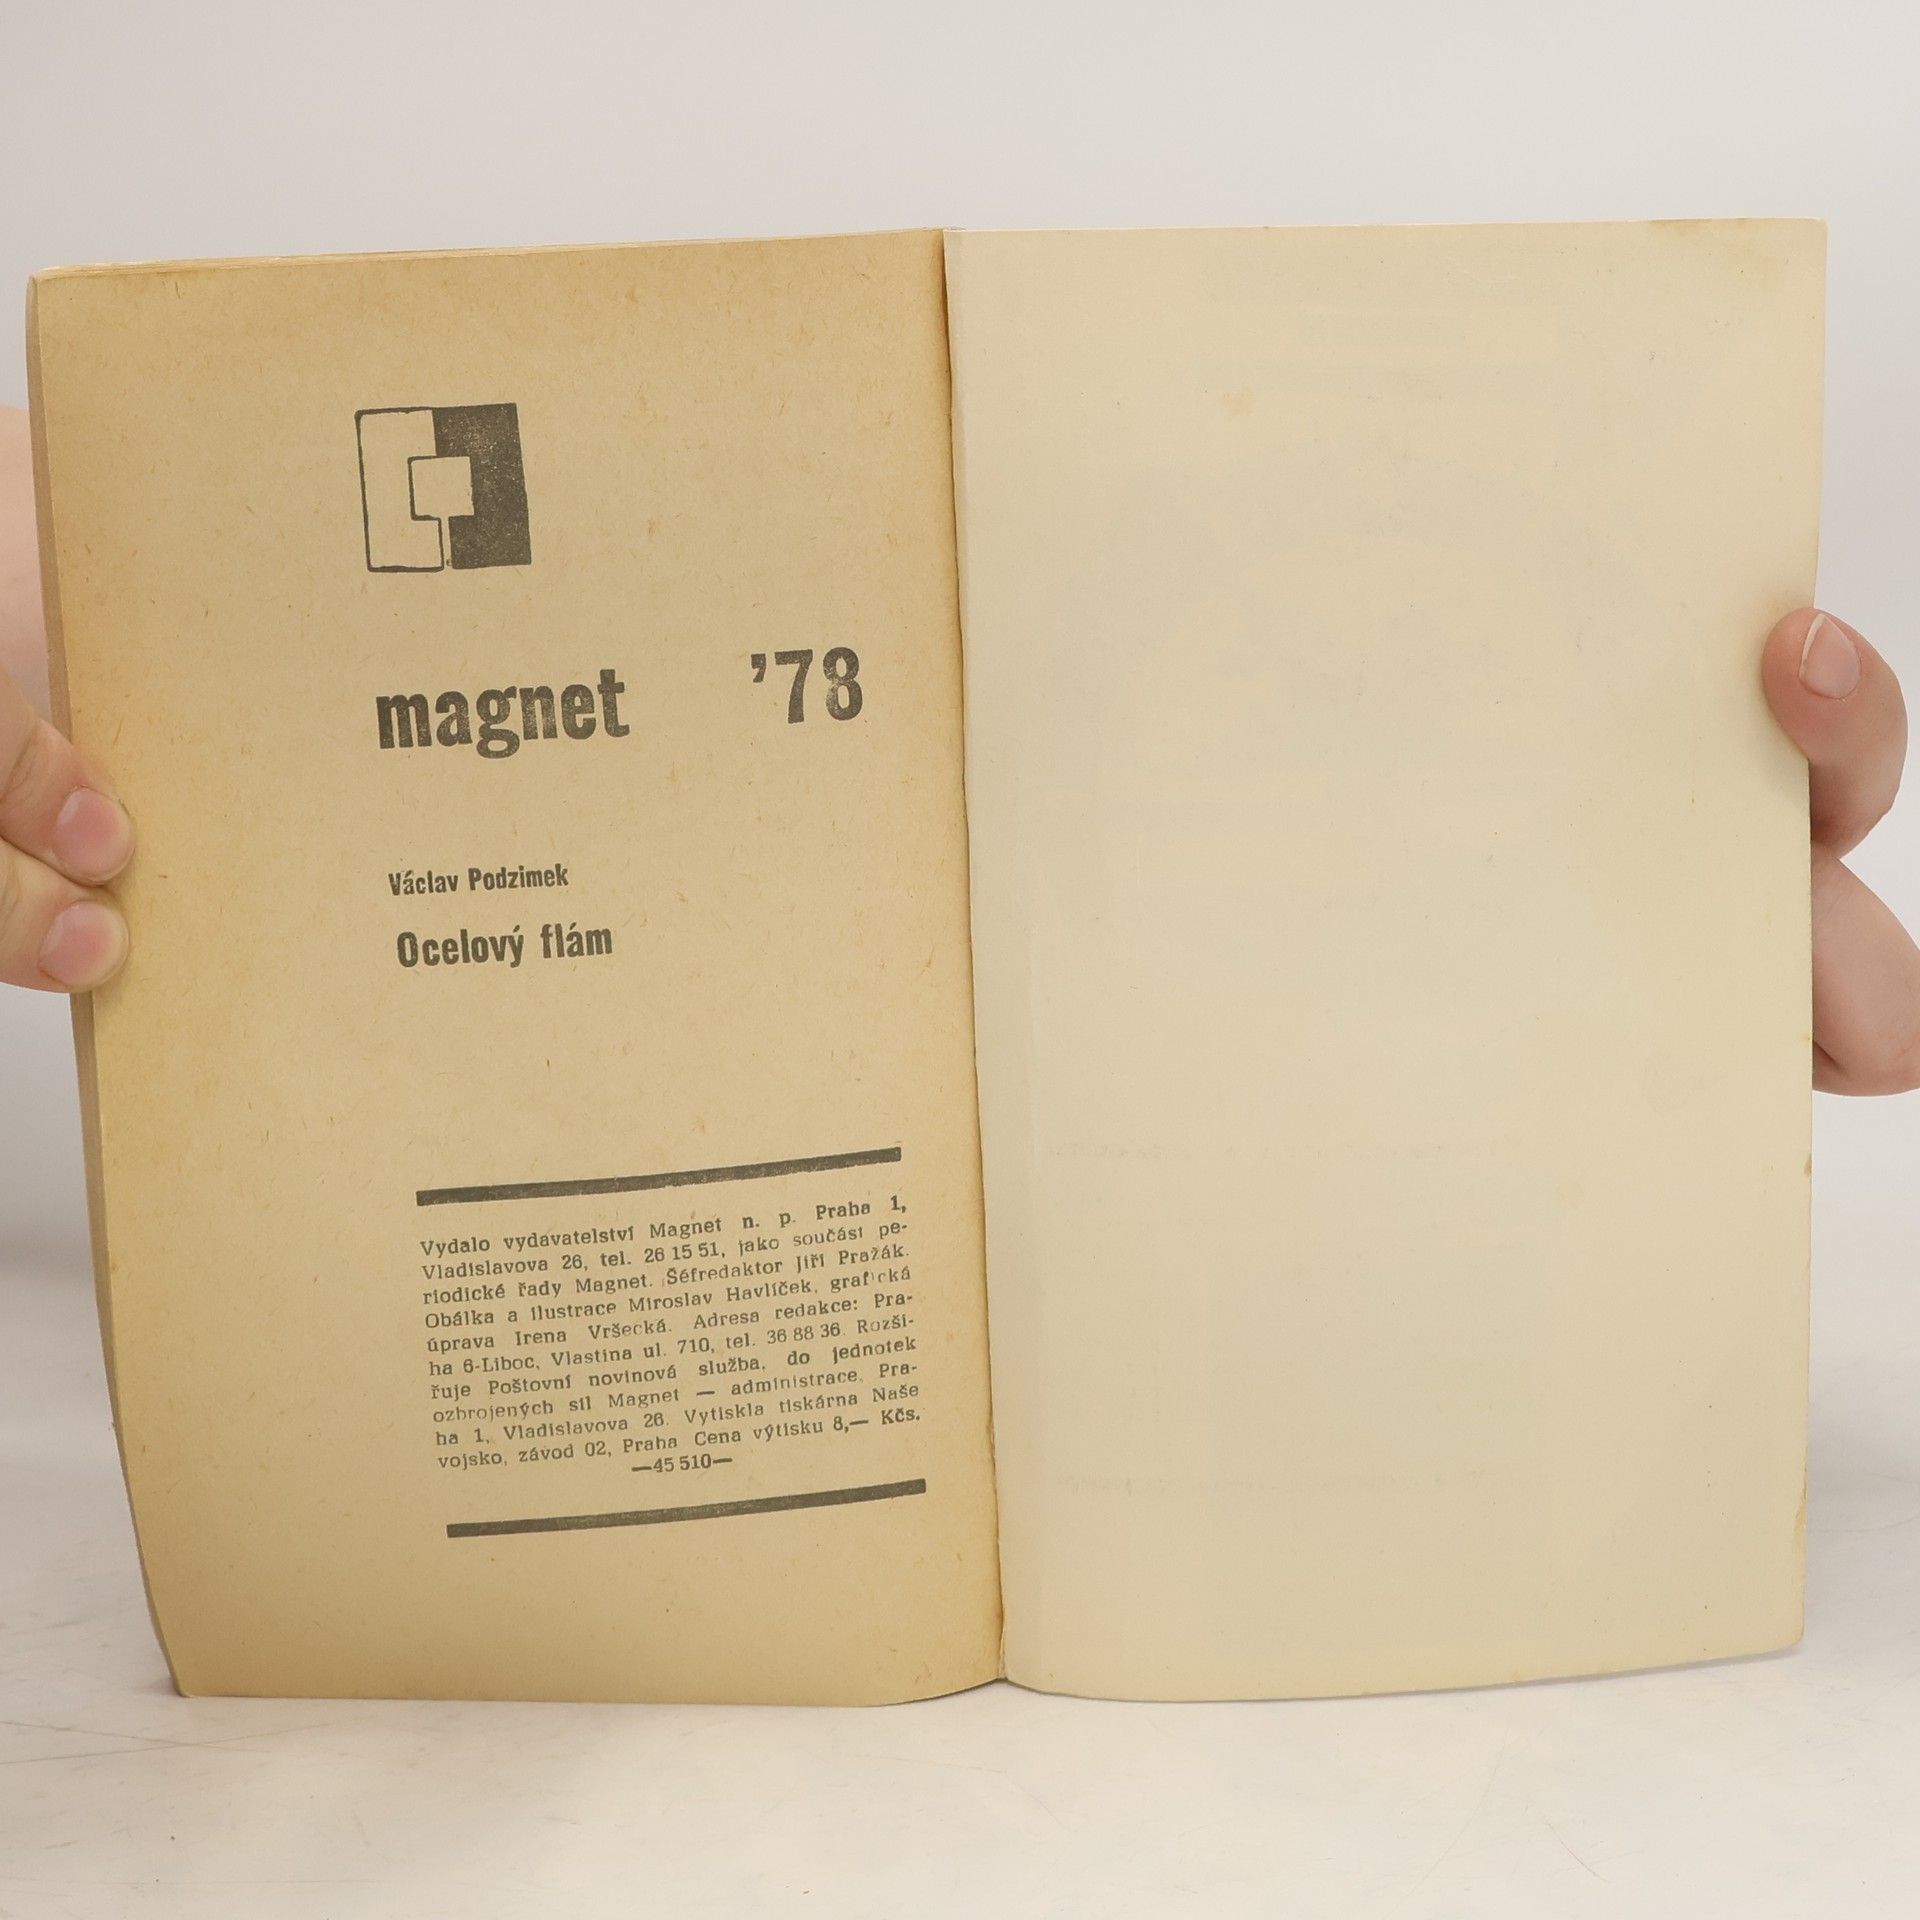 magnet '78
Václav Podzimek
Ocelový flám
Vydalo vydavatelství Magnet n. p. Praha 1,
Vladislavova 26, tel. 26 15 51, jako součást pe-
riodické řady Magnet. Šéfredaktor Jiří Pražák.
Obálka a ilustrace Miroslav Havlíček, grafická
úprava Irena Vršecká. Adresa redakce: Pra-
ha 6-Liboc, Vlastina ul. 710, tel. 36 88 36. Rozši-
řuje Poštovní novinová služba, do jednotek
ozbrojených sil Magnet — administrace, Pra-
ha 1, Vladislavova 26. Vytiskla tiskárna Naše
vojsko, závod 02, Praha Cena výtisku 8,— Kčs.
—45 510—